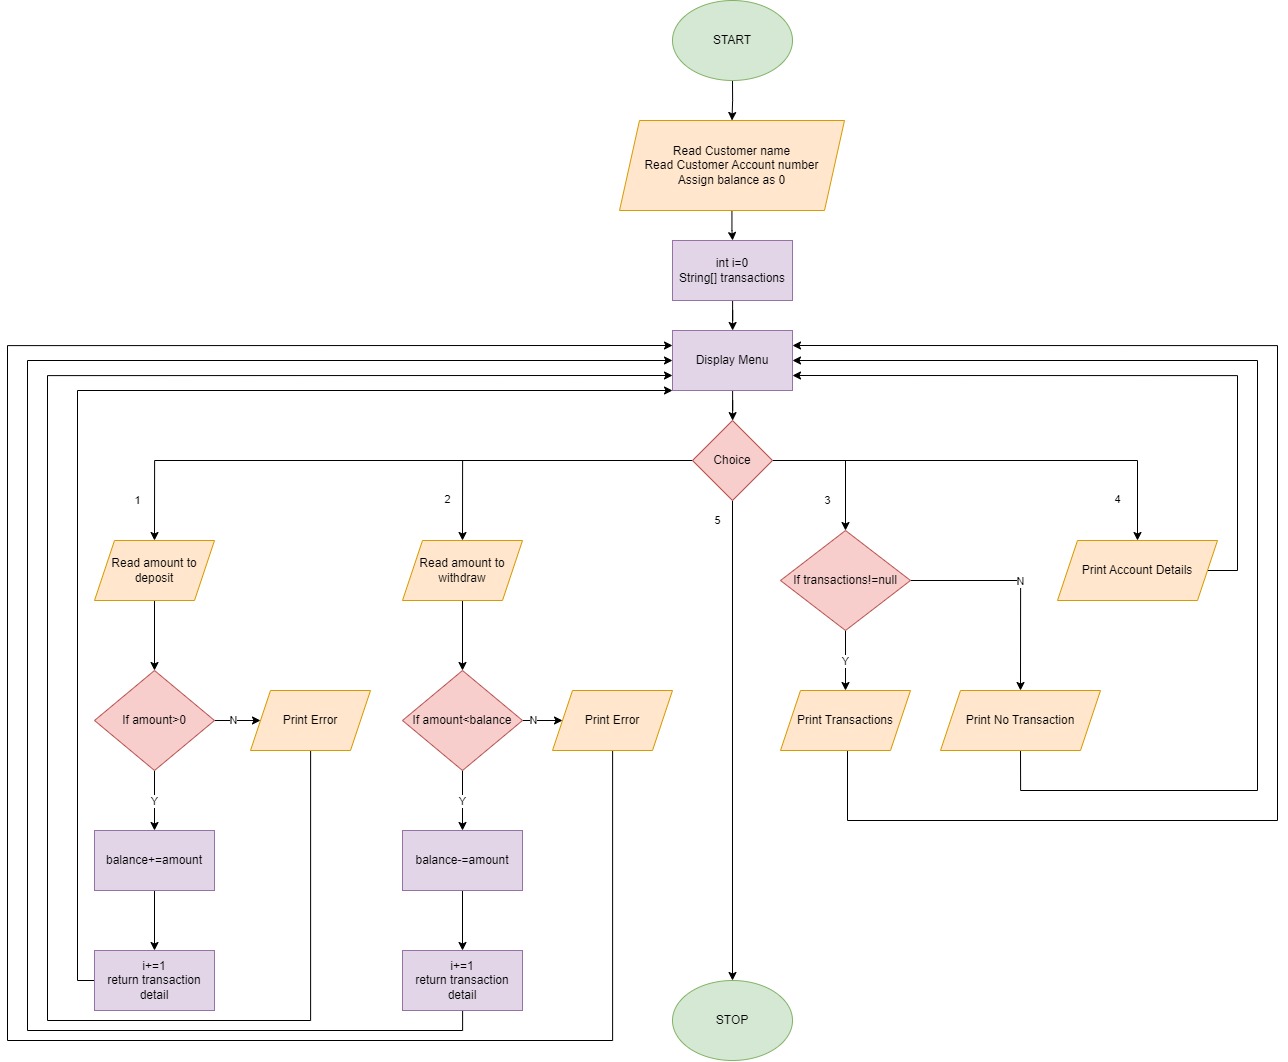 START
Read Customer name
Read Customer Account number
Assign balance as 0
int i=0
String[] transactions
Display Menu
Choice
1
2
5
3
4
Read amount to
deposit
Read amount to
withdraw
If transactions!=null
N
Print Account Details
Y
If amount>0
N
Print Error
If amount<balance
N
Print Error
Print Transactions
Print No Transaction
Y
Y
balance+=amount
balance-=amount
i+=1
return transaction
detail
i+=1
return transaction
detail
STOP